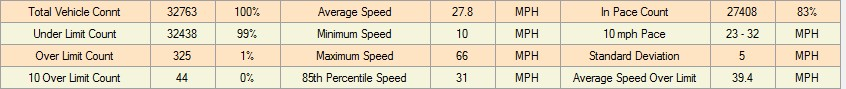 Total Vehicle Connt 32763 100% Average Speed 27.8 MPH In Pace Count 27408 83%
Under Limit Count 32438 99% Minimum Speed 10 MPH 10 mph Pace 23 - 32 MPH
Over Limit Count 325 1% Maximum Speed 66 MPH Standard Deviation 5 MPH
10 Over Limit Count 44 0% 85th Percentile Speed 31 MPH Average Speed Over Limit 39.4 MPH